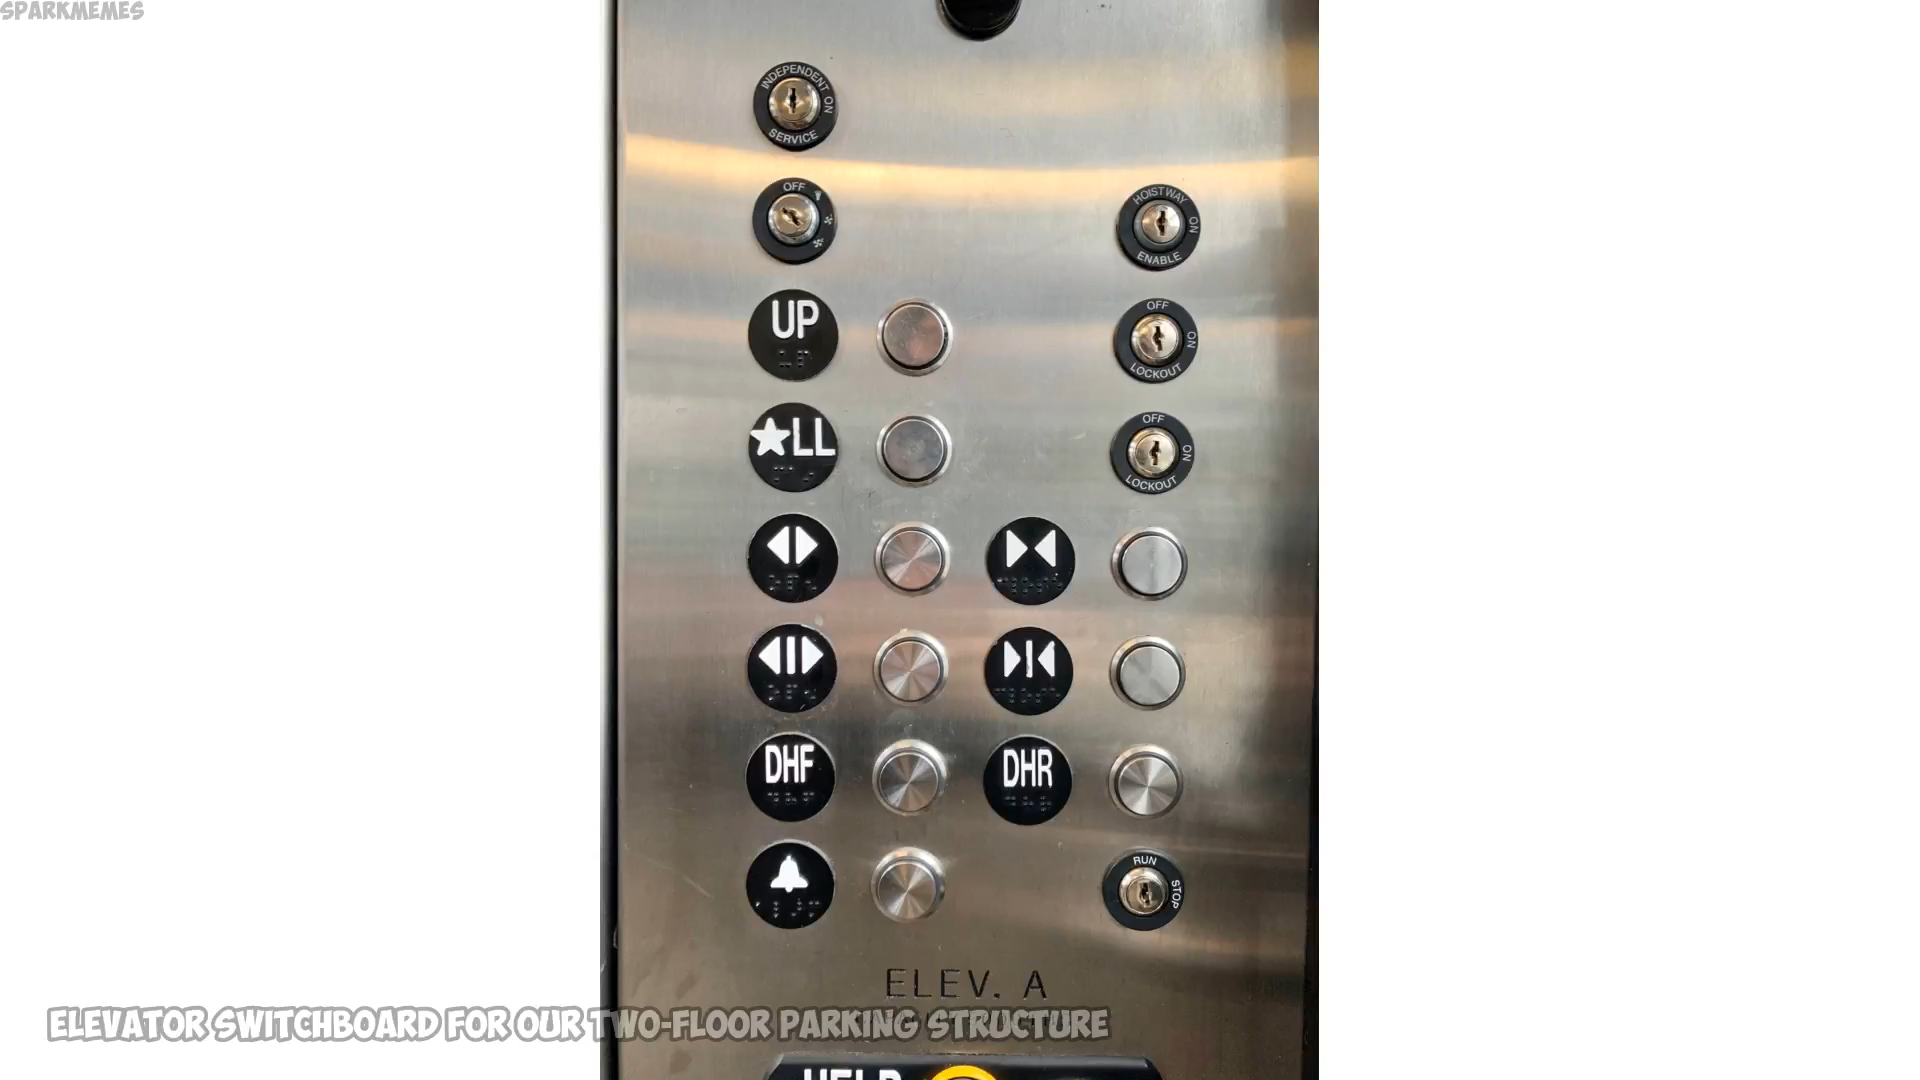 SPARKMEMES
INDEPENDENT ON
SERVICE
OFF
HOISTWAY
ON
ENABLE
UP
OFF
ON
LOCKOUT
★LL
OFF
ON
LOCKOUT
DHF
DHR
RUN
STOP
ELEV. A
ELEVATOR SWITCHBOARD FOR OUR TWO-FLOOR PARKING STRUCTURE
HELP